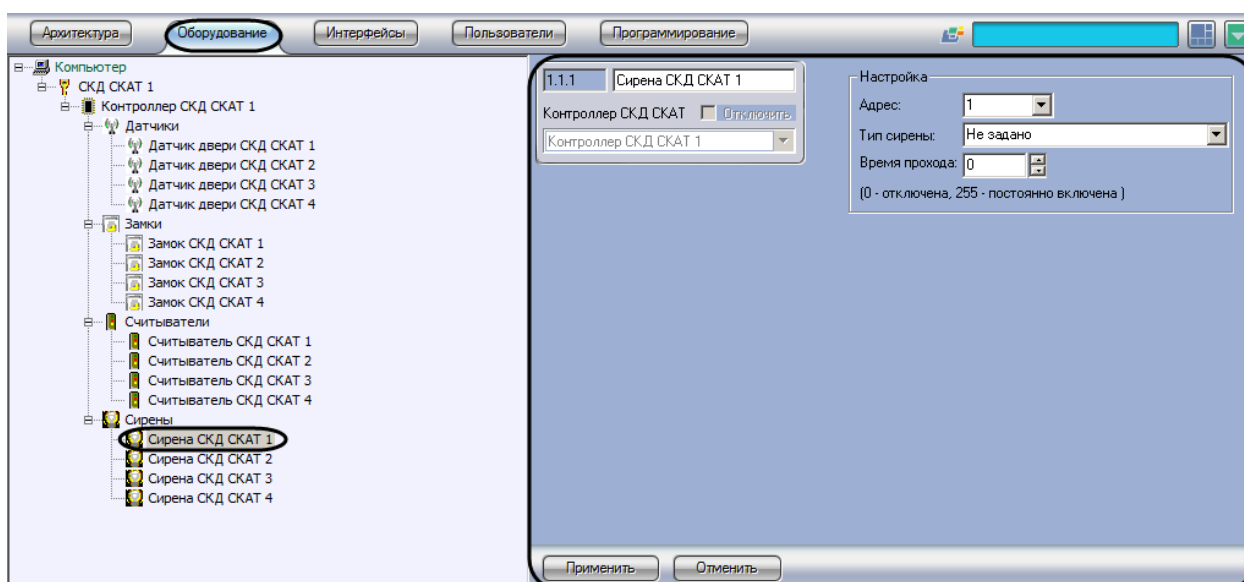 Архитектура Оборудование Интерфейсы Пользователи Программирование
Компьютер
СКД СКАТ 1
Контроллер СКД СКАТ 1
Датчики
Датчик двери СКД СКАТ 1
Датчик двери СКД СКАТ 2
Датчик двери СКД СКАТ 3
Датчик двери СКД СКАТ 4
Замки
Замок СКД СКАТ 1
Замок СКД СКАТ 2
Замок СКД СКАТ 3
Замок СКД СКАТ 4
Считыватели
Считыватель СКД СКАТ 1
Считыватель СКД СКАТ 2
Считыватель СКД СКАТ 3
Считыватель СКД СКАТ 4
Сирены
Сирена СКД СКАТ 1
Сирена СКД СКАТ 2
Сирена СКД СКАТ 3
Сирена СКД СКАТ 4
1.1.1 Сирена СКД СКАТ 1
Контроллер СКД СКАТ Отключить
Контроллер СКД СКАТ 1
Настройка
Адрес: 1
Тип сирены: Не задано
Время прохода: 0
(0 - отключена, 255 - постоянно включена )
Применить Отменить